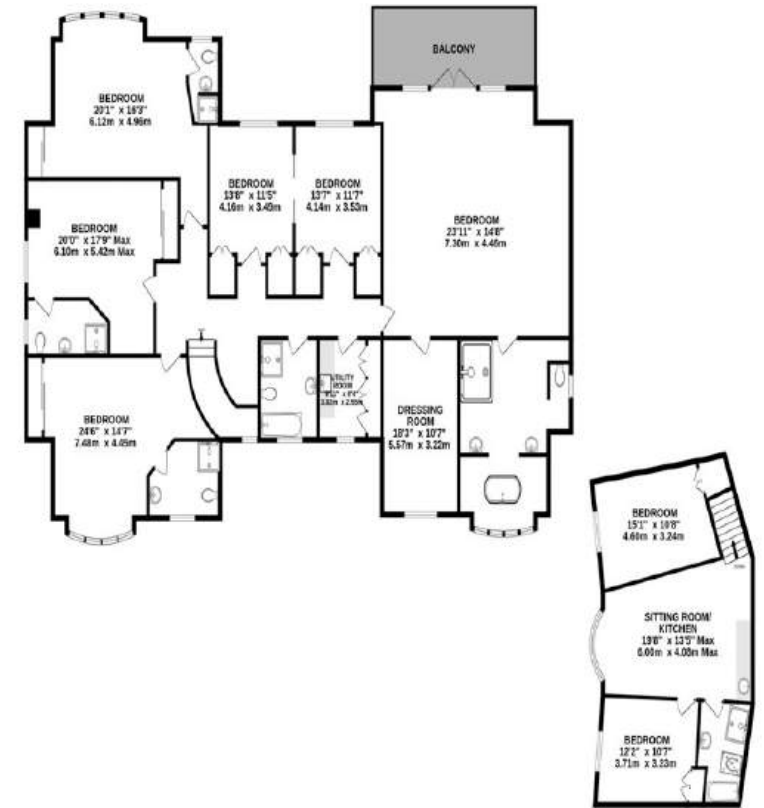 BALCONY
BEDROOM
20'1" x 16'3"
6.12m x 4.96m
BEDROOM
13'8" x 11'5"
4.16m x 3.49m
BEDROOM
13'7" x 11'7"
4.14m x 3.53m
BEDROOM
23'11" x 14'8"
7.30m x 4.46m
BEDROOM
20'0" x 17'9" Max
6.10m x 5.42m Max
BEDROOM
24'6" x 14'7"
7.48m x 4.45m
UTILITY
ROOM
DRESSING
ROOM
18'3" x 10'7"
5.57m x 3.22m
BEDROOM
15'1" x 10'8"
4.60m x 3.24m
SITTING ROOM/
KITCHEN
19'8" x 13'5" Max
6.00m x 4.08m Max
BEDROOM
12'2" x 10'7"
3.71m x 3.23m